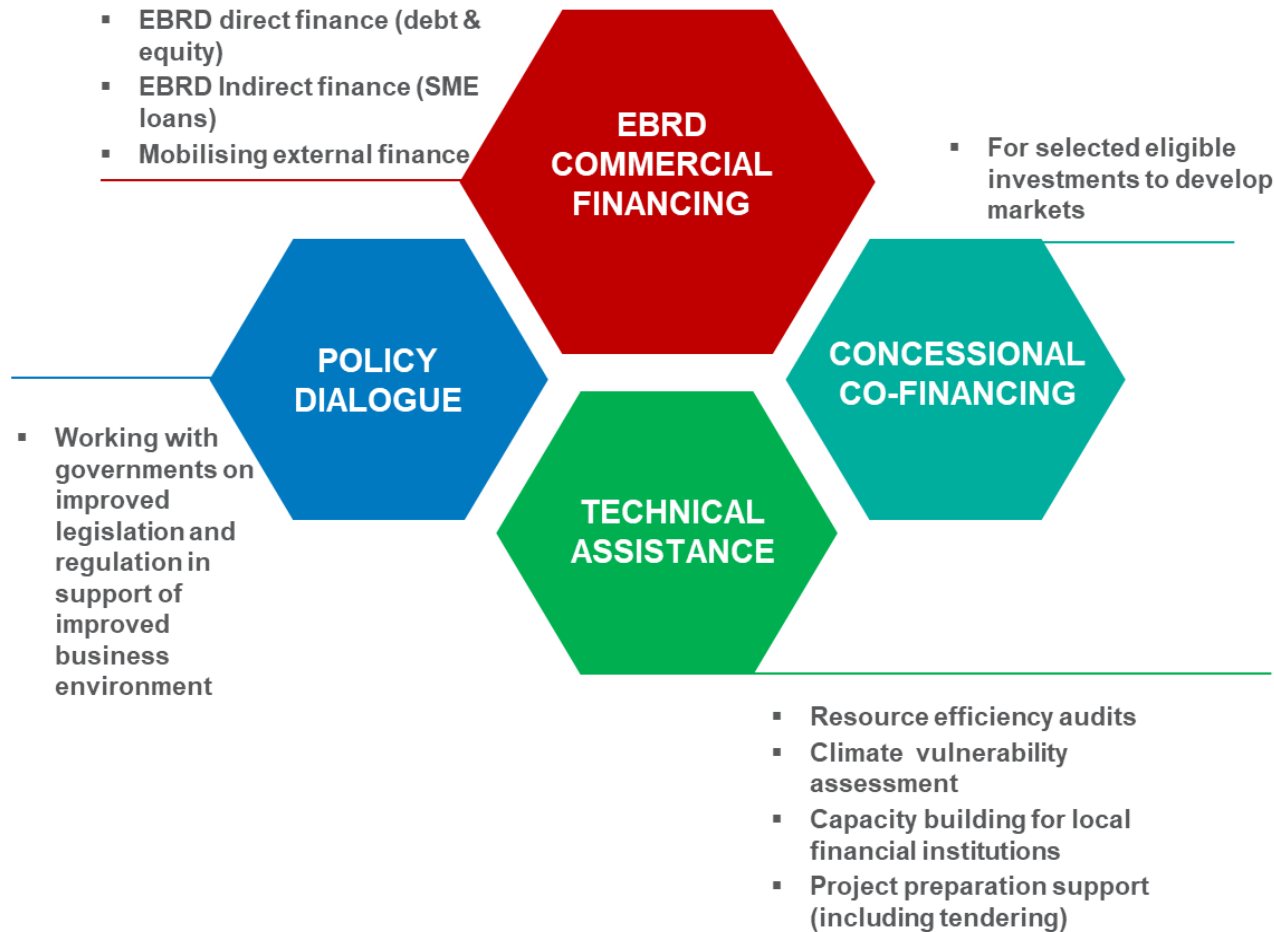 ▪ EBRD direct finance (debt &
equity)
▪ EBRD Indirect finance (SME
loans)
▪ Mobilising external finance
EBRD
COMMERCIAL
FINANCING
▪ For selected eligible
investments to develop
markets
POLICY
DIALOGUE
CONCESSIONAL
CO-FINANCING
▪ Working with
governments on
improved
legislation and
regulation in
support of
improved
business
environment
TECHNICAL
ASSISTANCE
▪ Resource efficiency audits
▪ Climate vulnerability
assessment
▪ Capacity building for local
financial institutions
▪ Project preparation support
(including tendering)